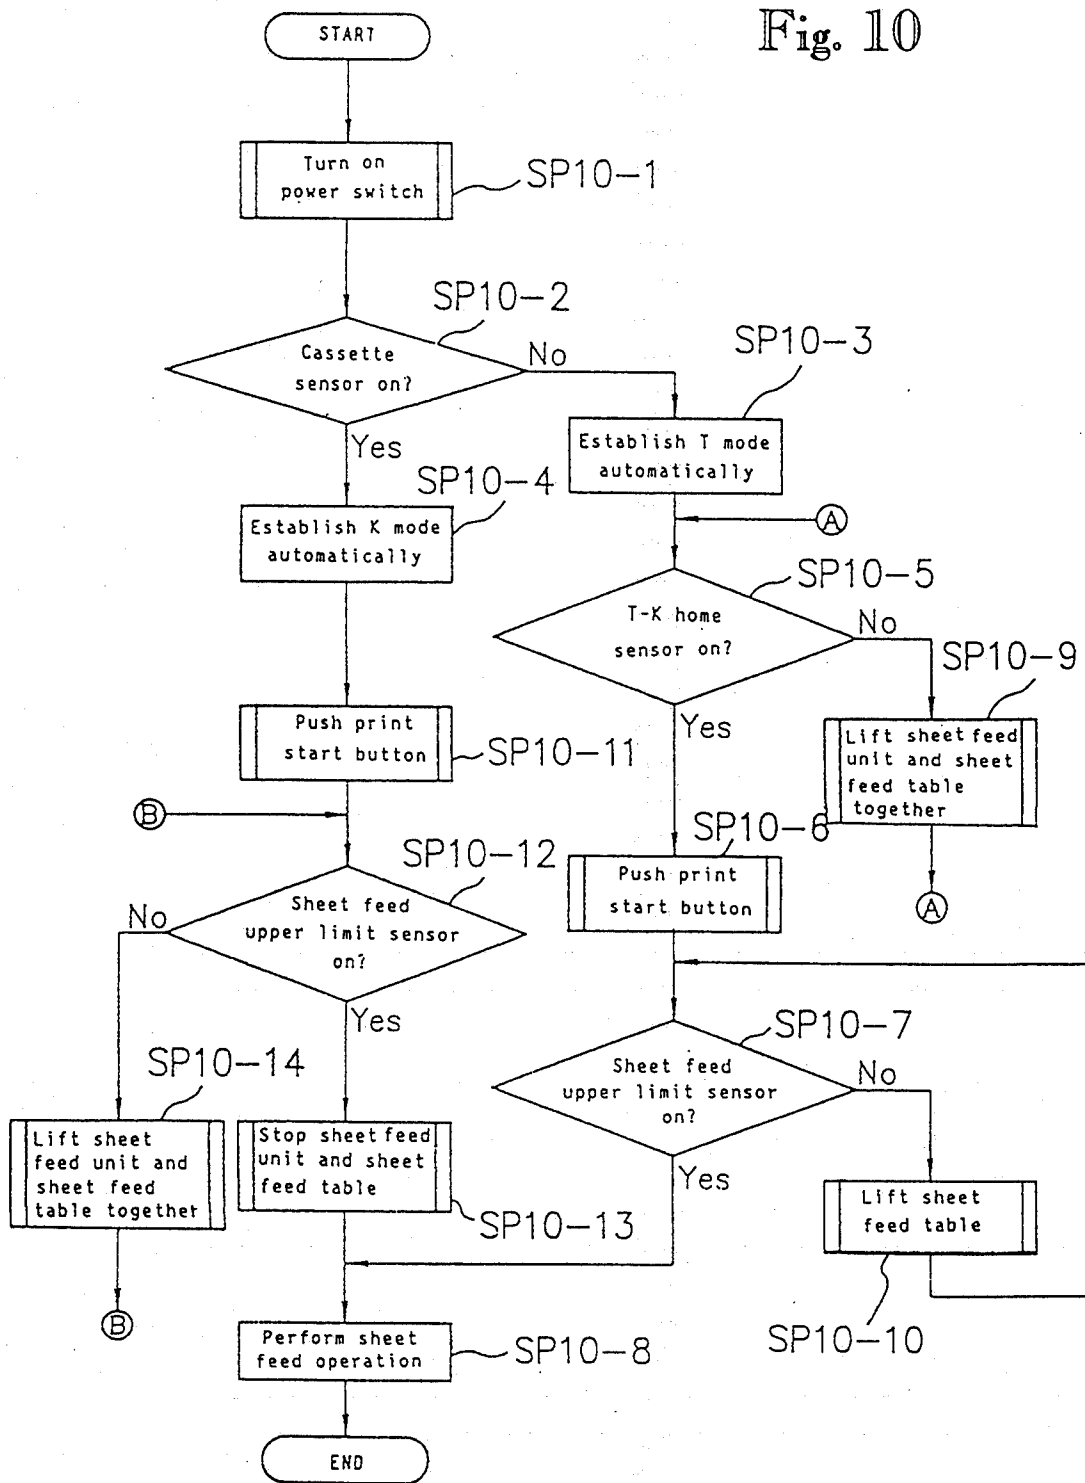 Fig. 10
START
Turn on
power switch
SP10-1
SP10-2
Cassette
sensor on?
No
Yes
SP10-3
Establish T mode
automatically
SP10-4
Establish K mode
automatically
A
SP10-5
T-K home
sensor on?
No
Yes
SP10-9
Lift sheet feed
unit and sheet
feed table
together
A
Push print
start button
SP10-11
B
SP10-6
Push print
start button
SP10-12
Sheet feed
upper limit sensor
on?
No
Yes
SP10-7
Sheet feed
upper limit sensor
on?
No
Yes
SP10-14
Lift sheet
feed unit and
sheet feed
table together
B
Stop sheet feed
unit and sheet
feed table
SP10-13
Lift sheet
feed table
SP10-10
Perform sheet
feed operation
SP10-8
END